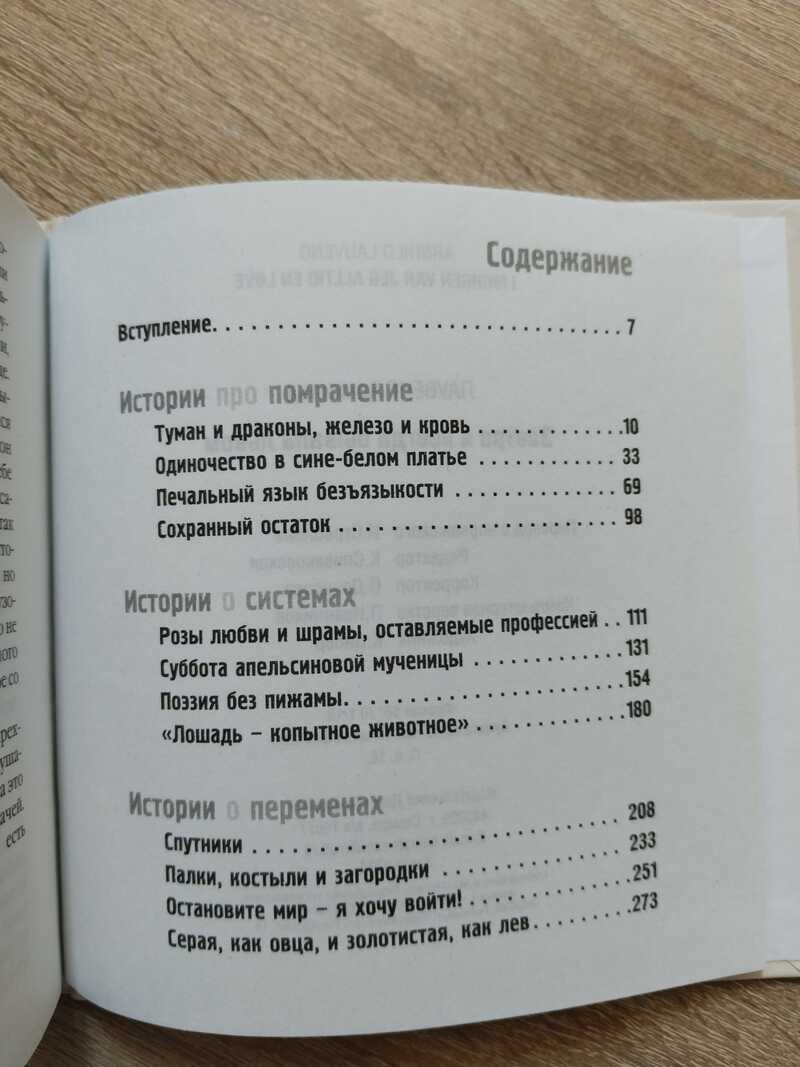 Содержание
Вступление. . . . . . . . . . . . . . . . . . . . . . . . . . . . . . . 7
Истории про помрачение
Туман и драконы, железо и кровь . . . . . . . . . . . . . 10
Одиночество в сине-белом платье . . . . . . . . . . . . 33
Печальный язык безъязыкости . . . . . . . . . . . . . . 69
Сохранный остаток . . . . . . . . . . . . . . . . . . . . . . . 98
Истории о системах
Розы любви и шрамы, оставляемые профессией . . 111
Суббота апельсиновой мученицы . . . . . . . . . . . . 131
Поэзия без пижамы. . . . . . . . . . . . . . . . . . . . . . 154
«Лошадь – копытное животное» . . . . . . . . . . . . 180
Истории о переменах
Спутники . . . . . . . . . . . . . . . . . . . . . . . . . . . . . 208
Палки, костыли и загородки . . . . . . . . . . . . . . . 233
Остановите мир – я хочу войти! . . . . . . . . . . . . . 251
Серая, как овца, и золотистая, как лев. . . . . . . . .273